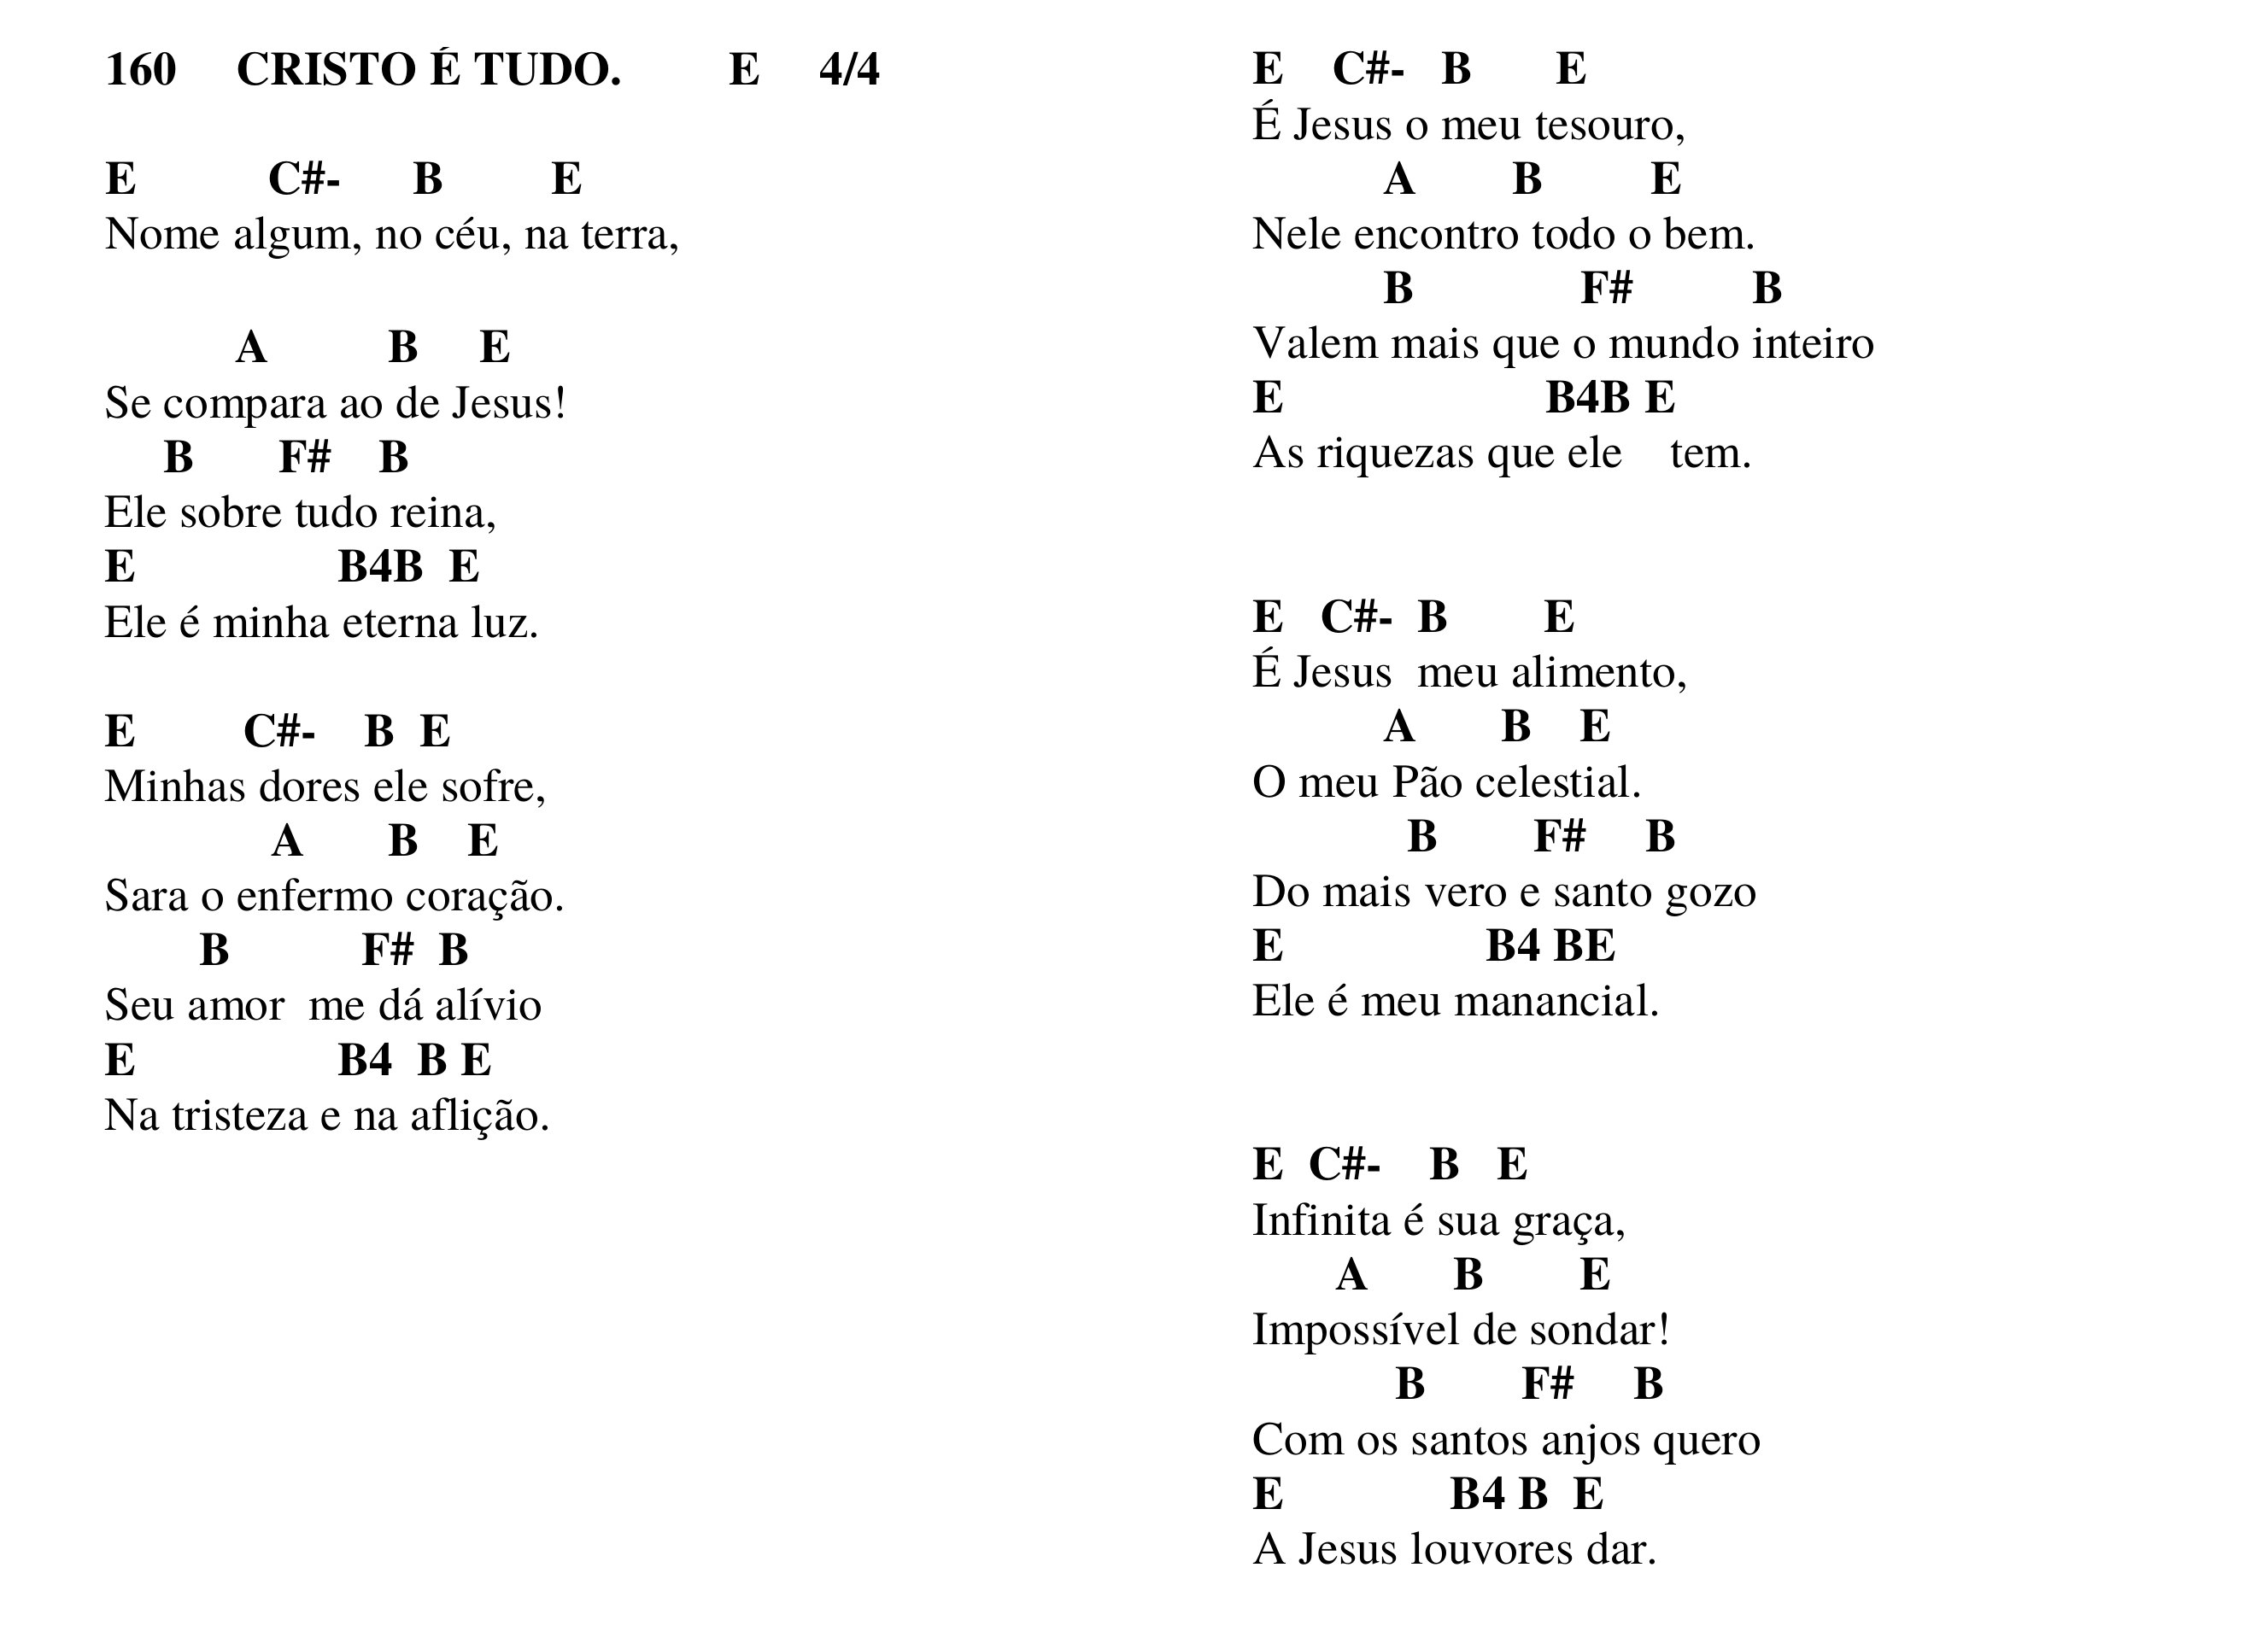 160     CRISTO É TUDO.         E     4/4
E           C#-      B         E
Nome algum, no céu, na terra,
           A          B     E
Se compara ao de Jesus!
     B       F#    B
Ele sobre tudo reina,
E                 B4B  E
Ele é minha eterna luz.
E         C#-    B  E
Minhas dores ele sofre,
              A       B    E
Sara o enfermo coração.
        B           F#  B
Seu amor  me dá alívio
E                 B4  B E
Na tristeza e na aflição.
E    C#-   B       E
É Jesus o meu tesouro,
           A        B         E
Nele encontro todo o bem.
           B              F#          B
Valem mais que o mundo inteiro
E                      B4B E
As riquezas que ele    tem.
E   C#-  B        E
É Jesus  meu alimento,
           A       B    E
O meu Pão celestial.
             B        F#     B
Do mais vero e santo gozo
E                 B4 BE
Ele é meu manancial.
E  C#-    B   E
Infinita é sua graça,
       A       B        E
Impossível de sondar!
            B        F#     B
Com os santos anjos quero
E              B4 B  E
A Jesus louvores dar.